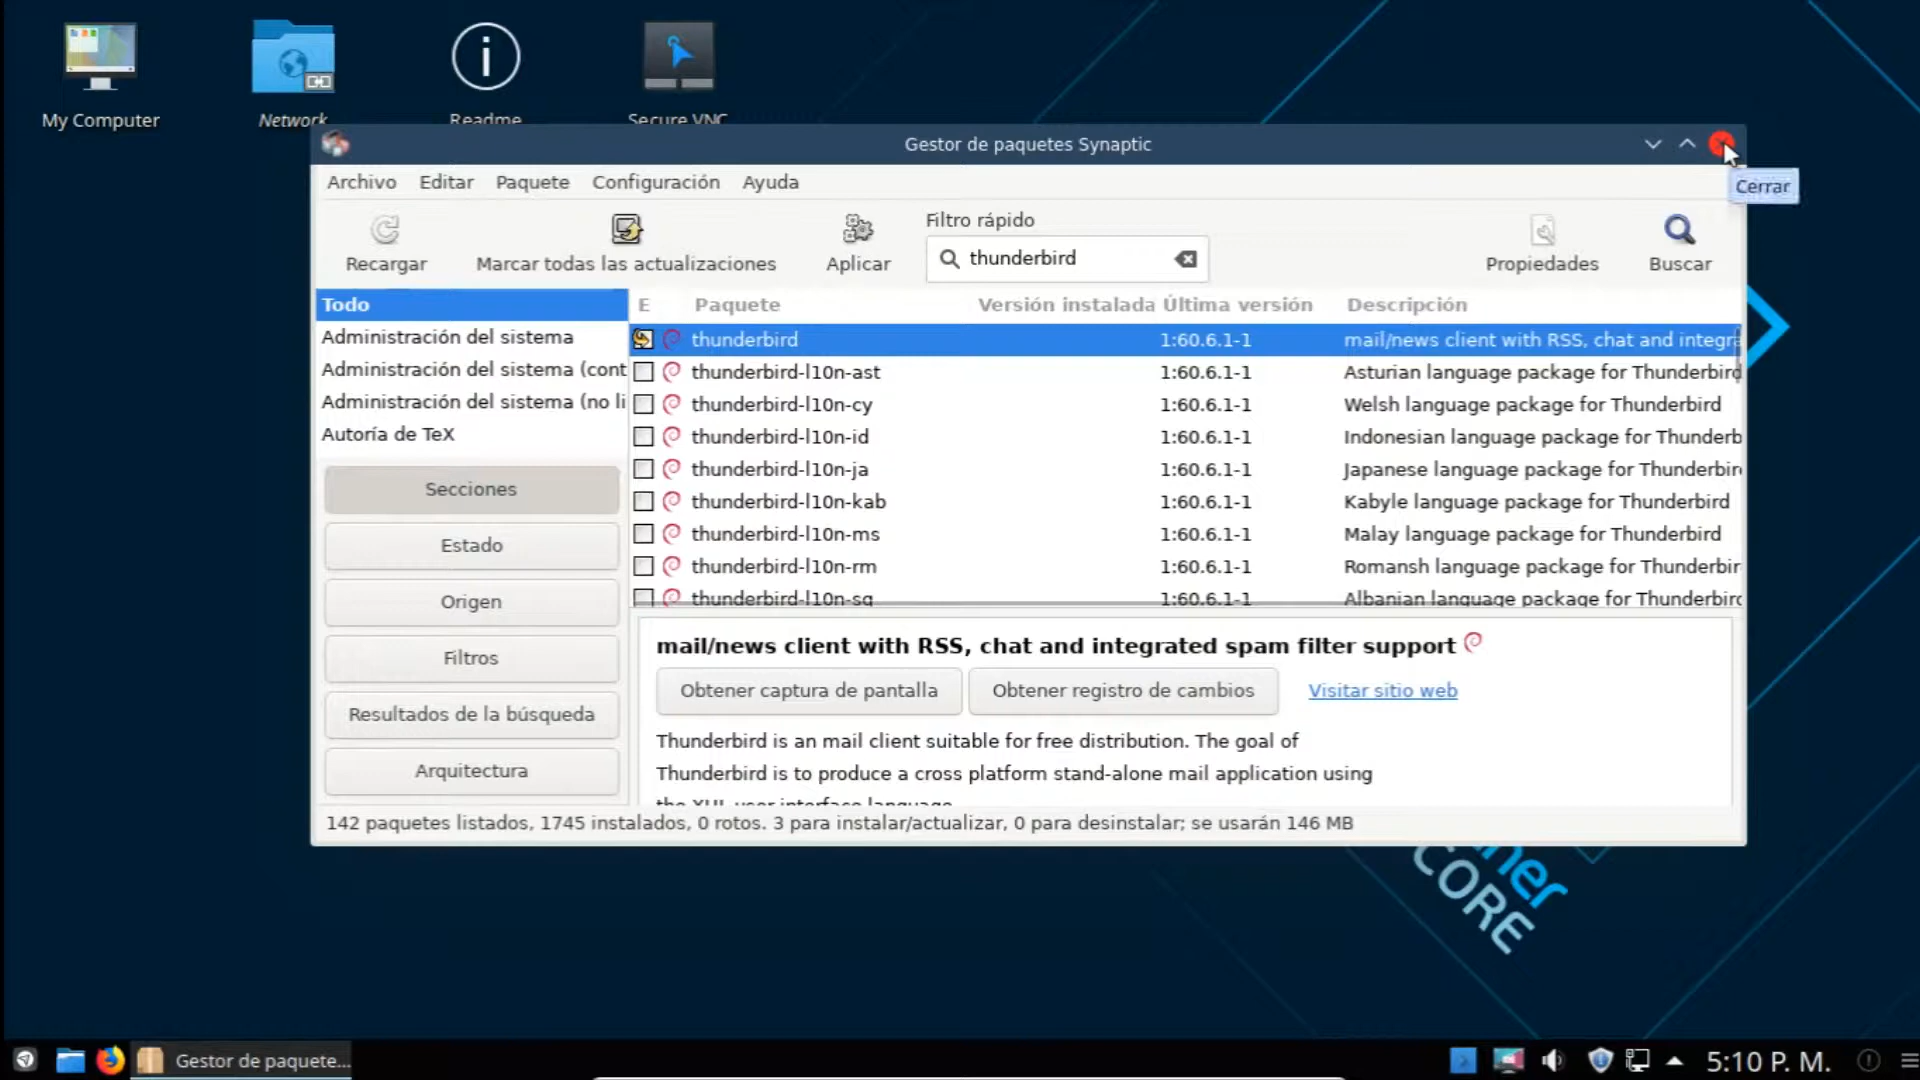 My Computer
Network
Readme
Secure VNC
Gestor de paquetes Synaptic
Cerrar
Archivo Editar Paquete Configuración Ayuda
Filtro rápido
Recargar
Marcar todas las actualizaciones
Aplicar
thunderbird
Propiedades
Buscar
Todo
Administración del sistema
Administración del sistema (cont
Administración del sistema (no li
Autoría de TeX
Secciones
Estado
Origen
Filtros
Resultados de la búsqueda
Arquitectura
E Paquete Versión instalada Última versión Descripción
thunderbird 1:60.6.1-1 mail/news client with RSS, chat and integra
thunderbird-l10n-ast 1:60.6.1-1 Asturian language package for Thunderbird
thunderbird-l10n-cy 1:60.6.1-1 Welsh language package for Thunderbird
thunderbird-l10n-id 1:60.6.1-1 Indonesian language package for Thunderb
thunderbird-l10n-ja 1:60.6.1-1 Japanese language package for Thunderbir
thunderbird-l10n-kab 1:60.6.1-1 Kabyle language package for Thunderbird
thunderbird-l10n-ms 1:60.6.1-1 Malay language package for Thunderbird
thunderbird-l10n-rm 1:60.6.1-1 Romansh language package for Thunderbir
thunderbird-l10n-sq 1:60.6.1-1 Albanian language package for Thunderbird
mail/news client with RSS, chat and integrated spam filter support
Obtener captura de pantalla Obtener registro de cambios Visitar sitio web
Thunderbird is an mail client suitable for free distribution. The goal of
Thunderbird is to produce a cross platform stand-alone mail application using
the XUL user interface language.
142 paquetes listados, 1745 instalados, 0 rotos. 3 para instalar/actualizar, 0 para desinstalar; se usarán 146 MB
CORE
Gestor de paquete...
5:10 P. M.